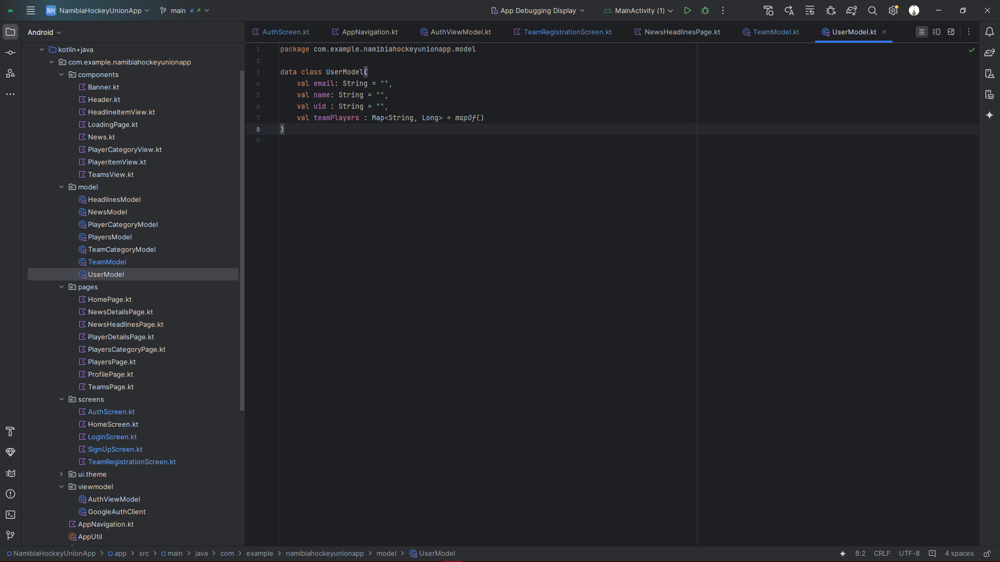 NH NamibiaHockeyUnionApp main App Debugging Display MainActivity (1)
Android
AuthScreen.kt AppNavigation.kt AuthViewModel.kt TeamRegistrationScreen.kt NewsHeadlinesPage.kt TeamModel.kt UserModel.kt
kotlin+java
com.example.namibiahockeyunionapp
components
Banner.kt
Header.kt
HeadlineItemView.kt
LoadingPage.kt
News.kt
PlayerCategoryView.kt
PlayerItemView.kt
TeamsView.kt
model
HeadlinesModel
NewsModel
PlayerCategoryModel
PlayersModel
TeamCategoryModel
TeamModel
UserModel
pages
HomePage.kt
NewsDetailsPage.kt
NewsHeadlinesPage.kt
PlayerDetailsPage.kt
PlayersCategoryPage.kt
PlayersPage.kt
ProfilePage.kt
TeamsPage.kt
screens
AuthScreen.kt
HomeScreen.kt
LoginScreen.kt
SignUpScreen.kt
TeamRegistrationScreen.kt
ui.theme
viewmodel
AuthViewModel
GoogleAuthClient
AppNavigation.kt
AppUtil
1 package com.example.namibiahockeyunionapp.model
2
3 data class UserModel(
4 val email: String = "",
5 val name: String = "",
6 val uid : String = "",
7 val teamPlayers : Map<String, Long> = mapOf()
8 )
9
NamibiaHockeyUnionApp > app > src > main > java > com > example > namibiahockeyunionapp > model > UserModel 8:2 CRLF UTF-8 4 spaces